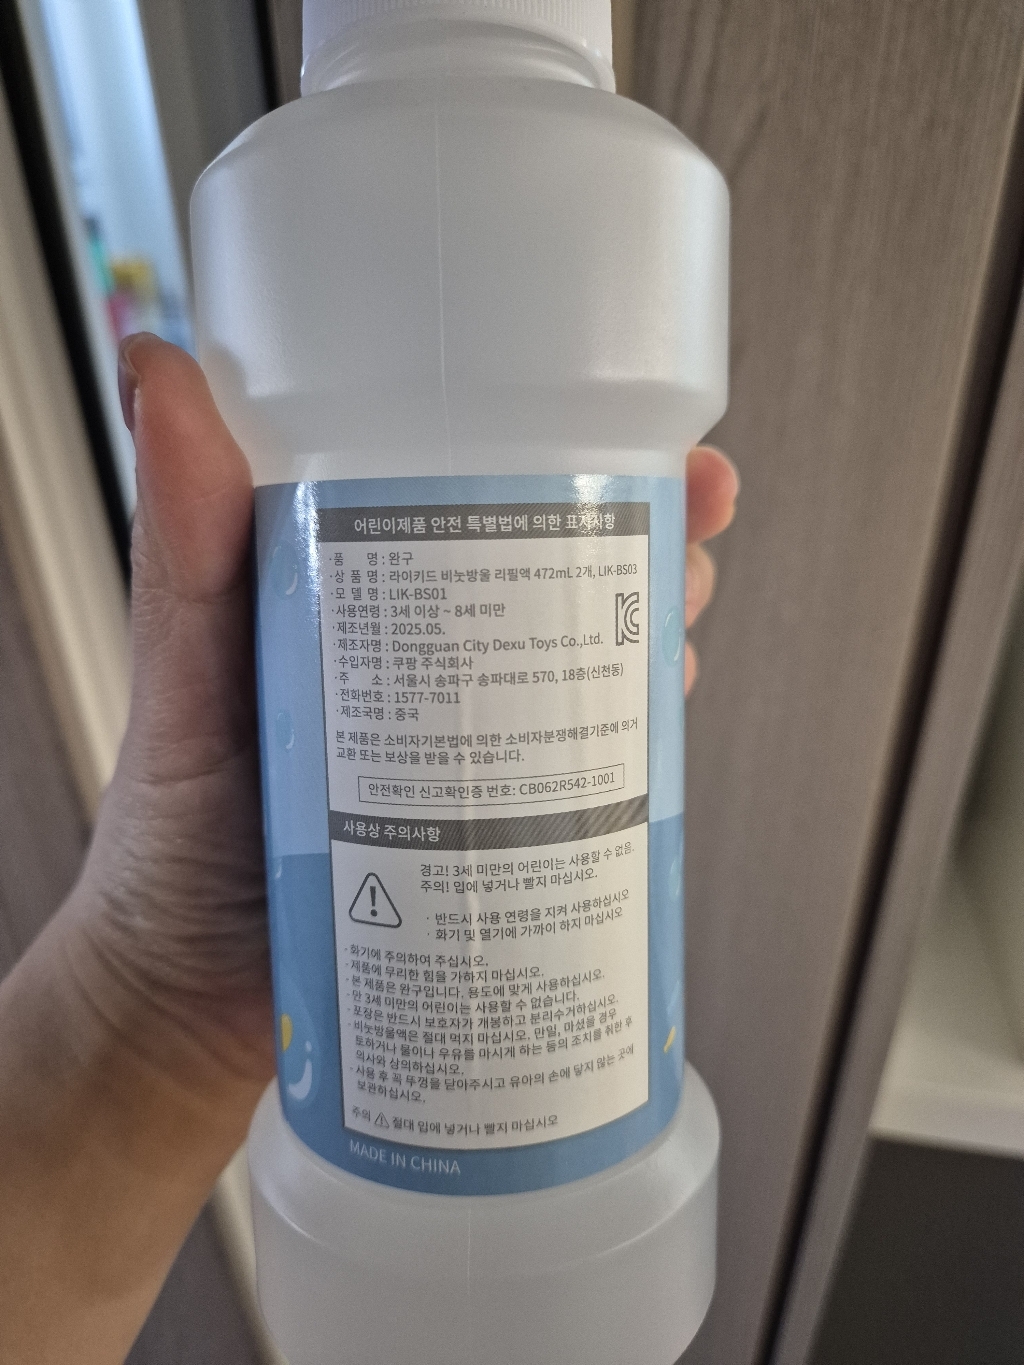 어린이제품 안전 특별법에 의한 표시사항
·품 명 : 완구
·상 품 명 : 라이키드 비눗방울 리필액 472mL 2개, LIK-BS03
·모 델 명 : LIK-BS01
·사용연령 : 3세 이상 ~ 8세 미만
·제조년월 : 2025.05.
·제조자명 : Dongguan City Dexu Toys Co.,Ltd.
·수입자명 : 쿠팡 주식회사
·주 소 : 서울시 송파구 송파대로 570, 18층(신천동)
·전화번호 : 1577-7011
·제조국명 : 중국
본 제품은 소비자기본법에 의한 소비자분쟁해결기준에 의거
교환 또는 보상을 받을 수 있습니다.
안전확인 신고확인증 번호: CB062R542-1001
사용상 주의사항
경고! 3세 미만의 어린이는 사용할 수 없음.
주의! 입에 넣거나 빨지 마십시오.
· 반드시 사용 연령을 지켜 사용하십시오
· 화기 및 열기에 가까이 하지 마십시오
·화기에 주의하여 주십시오.
·제품에 무리한 힘을 가하지 마십시오.
·본 제품은 완구입니다. 용도에 맞게 사용하십시오.
·만 3세 미만의 어린이는 사용할 수 없습니다.
·포장은 반드시 보호자가 개봉하고 분리수거하십시오.
·비눗방울액은 절대 먹지 마십시오. 만일, 마셨을 경우
토하거나 물이나 우유를 마시게 하는 등의 조치를 취한 후
의사와 상의하십시오.
·사용 후 꼭 뚜껑을 닫아주시고 유아의 손에 닿지 않는 곳에
보관하십시오.
주의 ⚠ 절대 입에 넣거나 빨지 마십시오
MADE IN CHINA